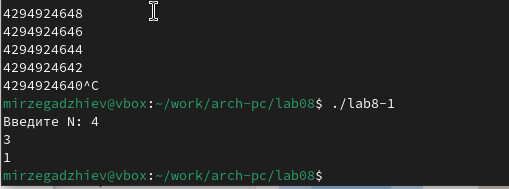 4294924648
4294924646
4294924644
4294924642
4294924640^C
mirzegadzhiev@vbox:~/work/arch-pc/lab08$ ./lab8-1
Введите N: 4
3
1
mirzegadzhiev@vbox:~/work/arch-pc/lab08$